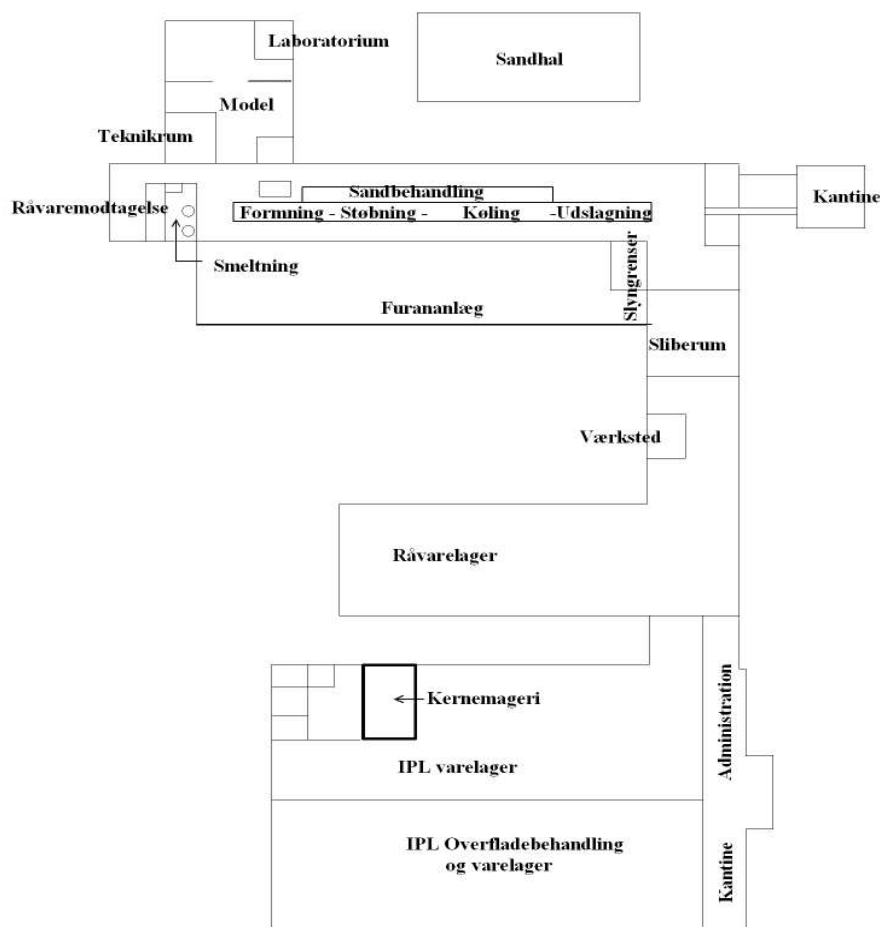 Laboratorium
Sandhal
Model
Teknikrum
Råvaremodtagelse
Sandbehandling
Formning - Støbning - Køling -Udslagning
Kantine
Smeltning
Slyngrenser
Furananlæg
Sliberum
Værksted
Råvarelager
Kernemageri
Administration
IPL varelager
IPL Overfladebehandling
og varelager
Kantine